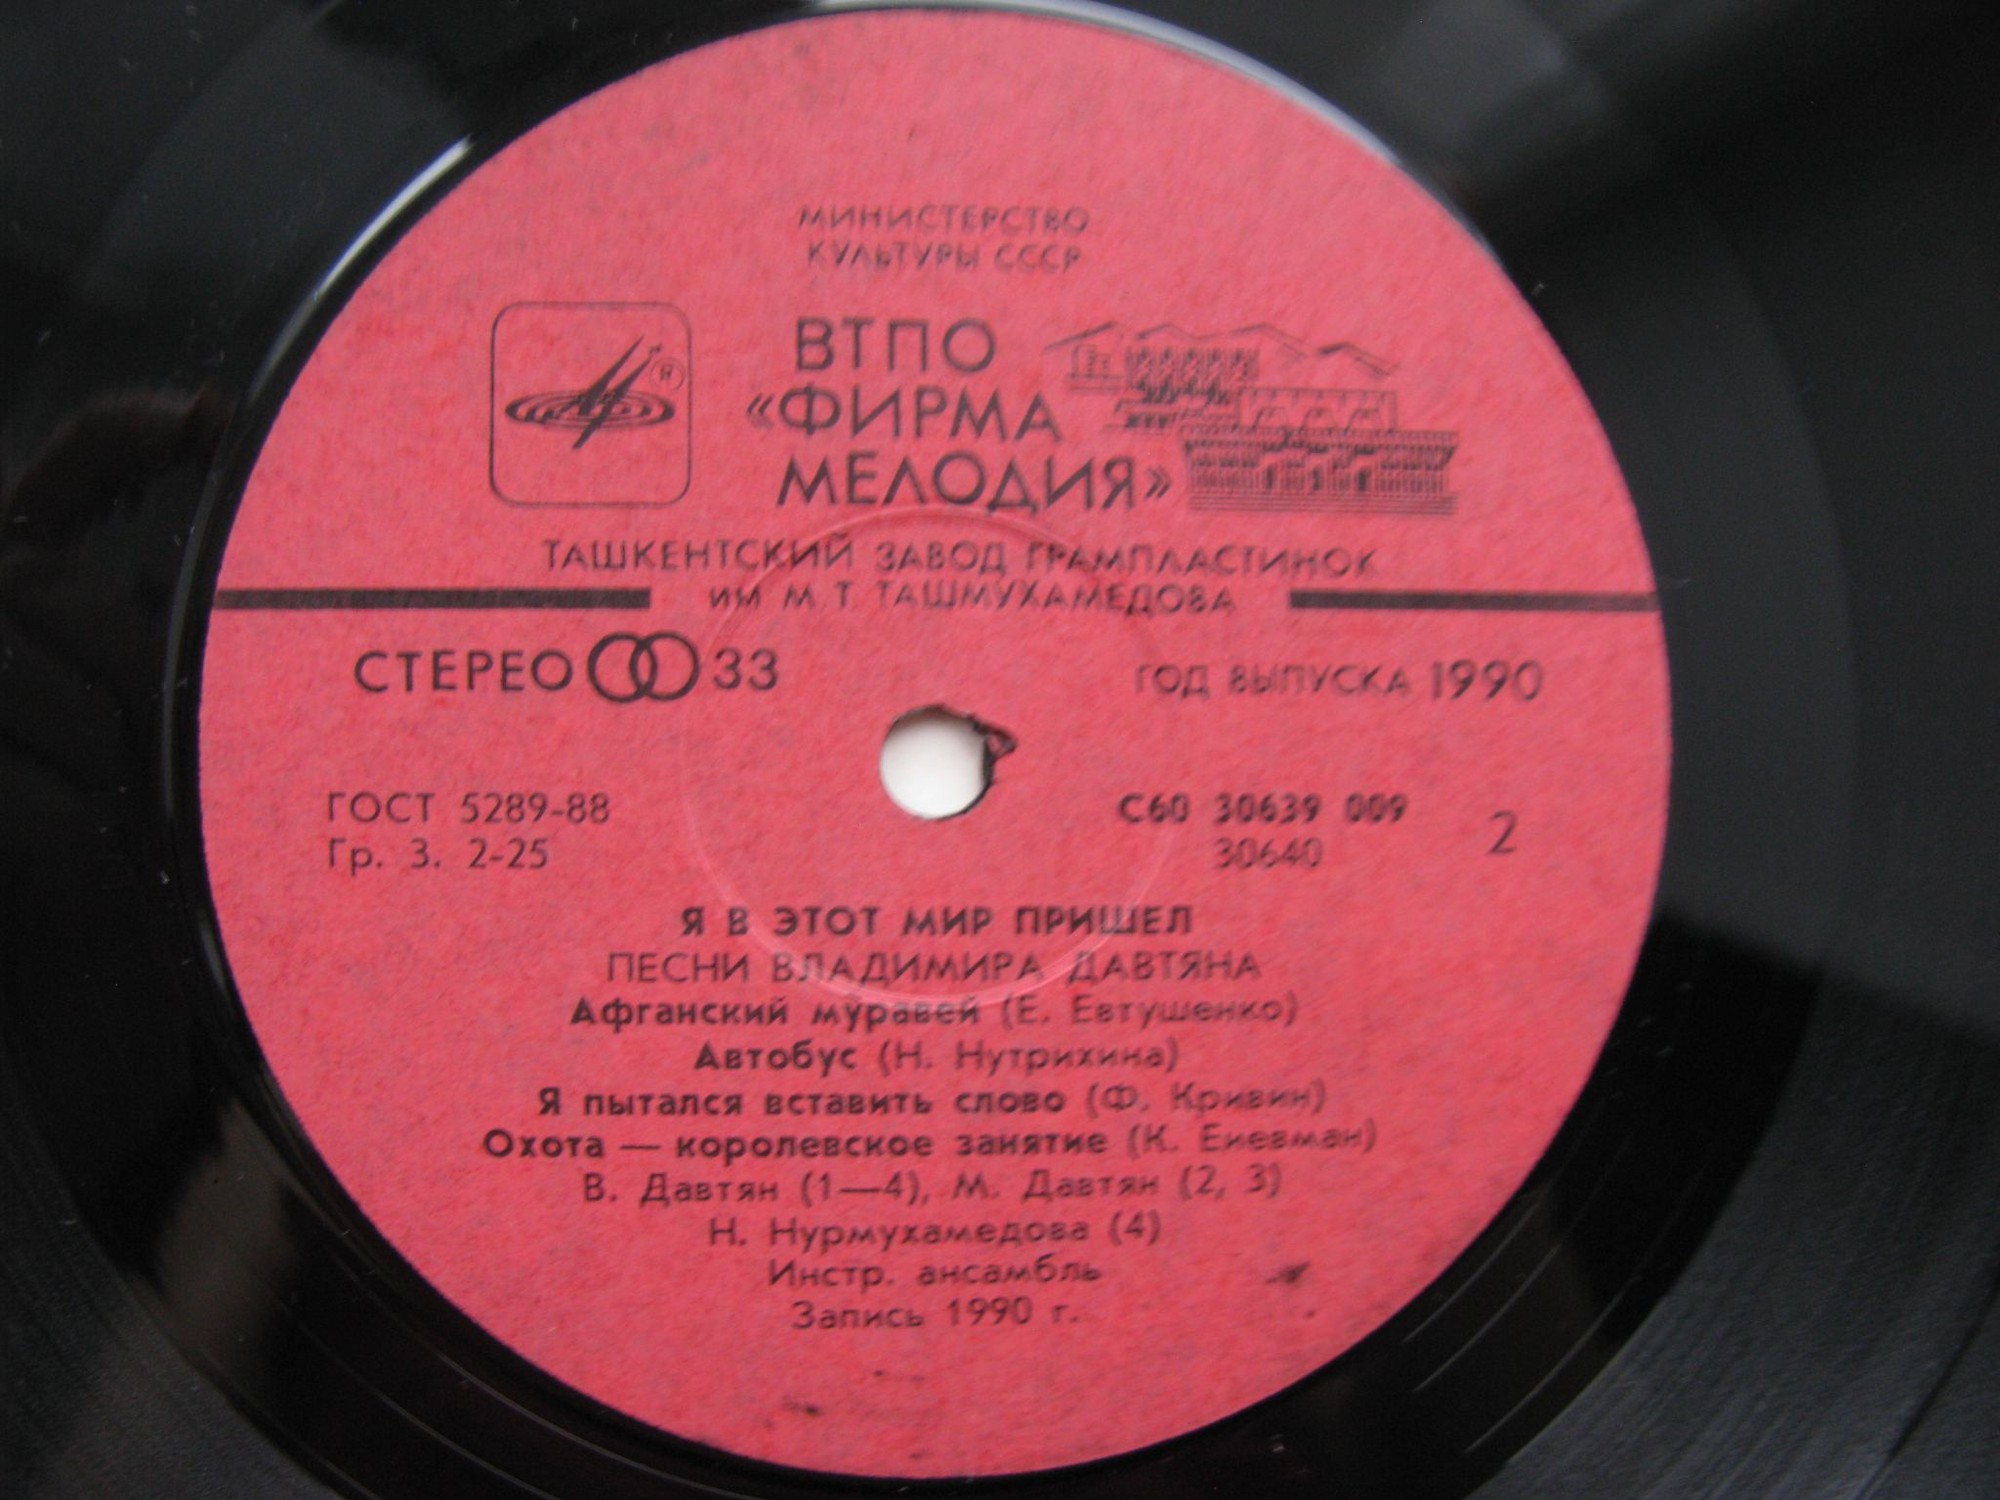 МИНИСТЕРСТВО
КУЛЬТУРЫ СССР
ВТПО
«ФИРМА
МЕЛОДИЯ»
ТАШКЕНТСКИЙ ЗАВОД ГРАМПЛАСТИНОК
ИМ М Т ТАШМУХАМЕДОВА
СТЕРЕО 33
ГОД ВЫПУСКА 1990
ГОСТ 5289-88
Гр. 3. 2-25
С60 30639 009
30640
2
Я В ЭТОТ МИР ПРИШЕЛ
ПЕСНИ ВЛАДИМИРА ДАВТЯНА
Афганский муравей (Е. Евтушенко)
Автобус (Н. Нутрихина)
Я пытался вставить слово (Ф. Кривин)
Охота — королевское занятие (К. Еиевман)
В. Давтян (1—4), М. Давтян (2, 3)
Н. Нурмухамедова (4)
Инстр. ансамбль
Запись 1990 г.